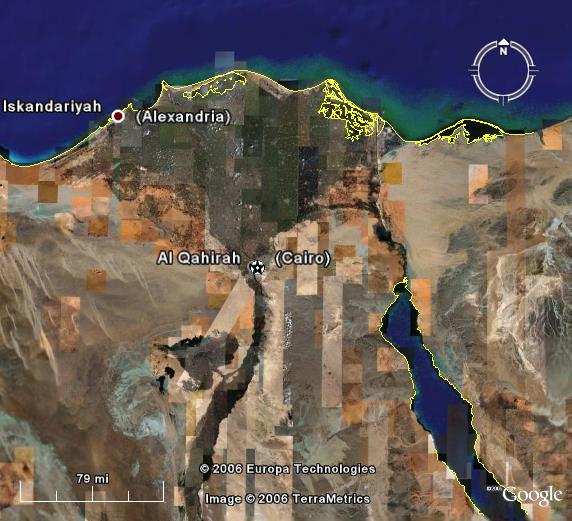 N
Iskandariyah (Alexandria)
Al Qahirah (Cairo)
79 mi
© 2006 Europa Technologies
Image © 2006 TerraMetrics
Google